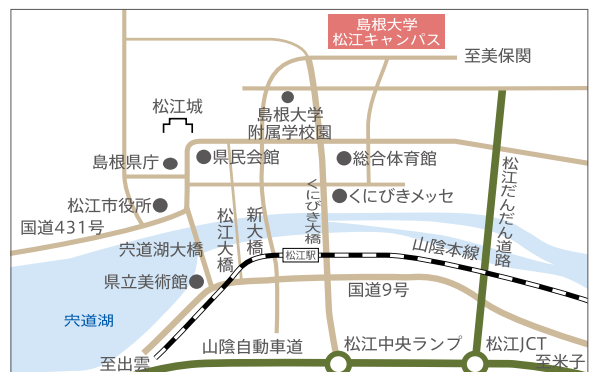 島根大学
松江キャンパス
至美保関
松江城
島根大学
附属学校園
島根県庁
県民会館
総合体育館
松江市役所
くにびきメッセ
国道431号
松江だんだん道路
くにびき大橋
新大橋
松江大橋
宍道湖大橋
山陰本線
松江駅
県立美術館
国道9号
宍道湖
山陰自動車道
松江中央ランプ
松江JCT
至出雲
至米子